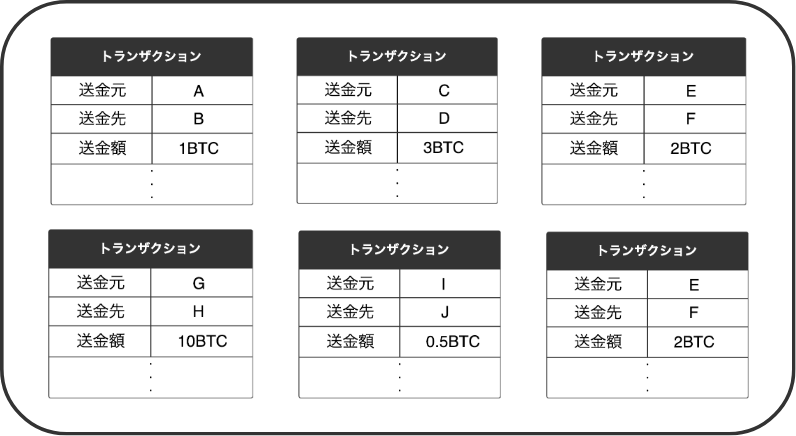 トランザクション
送金元 A
送金先 B
送金額 1BTC
トランザクション
送金元 C
送金先 D
送金額 3BTC
トランザクション
送金元 E
送金先 F
送金額 2BTC
トランザクション
送金元 G
送金先 H
送金額 10BTC
トランザクション
送金元 I
送金先 J
送金額 0.5BTC
トランザクション
送金元 E
送金先 F
送金額 2BTC